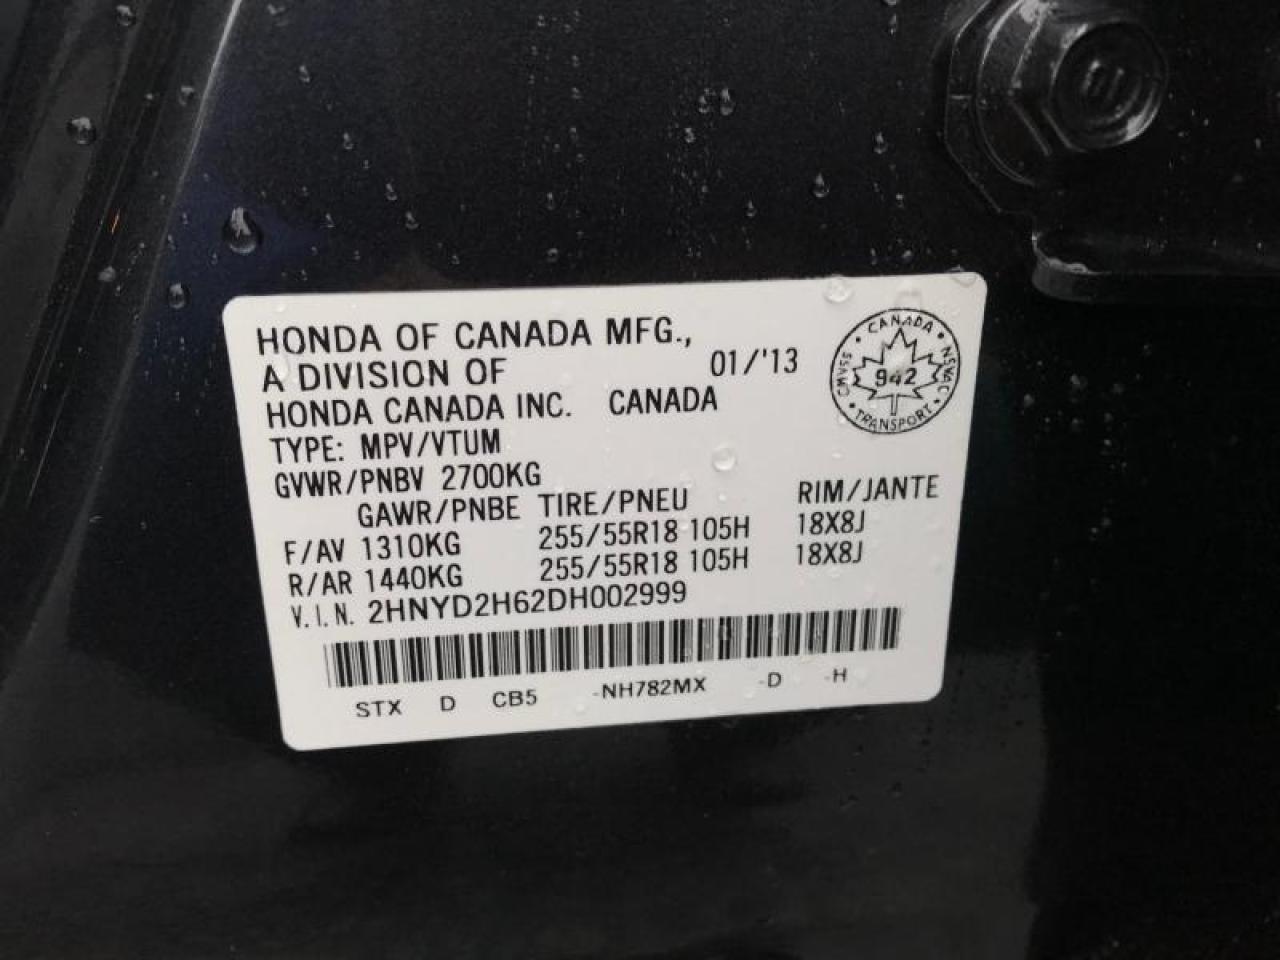 HONDA OF CANADA MFG.,
A DIVISION OF 01/'13
HONDA CANADA INC. CANADA
TYPE: MPV/VTUM
GVWR/PNBV 2700KG
GAWR/PNBE TIRE/PNEU RIM/JANTE
F/AV 1310KG 255/55R18 105H 18X8J
R/AR 1440KG 255/55R18 105H 18X8J
V.I.N. 2HNYD2H62DH002999
STX D CB5 -NH782MX -D -H
CANADA
NSVAC
TRANSPORT
CMVSS
942